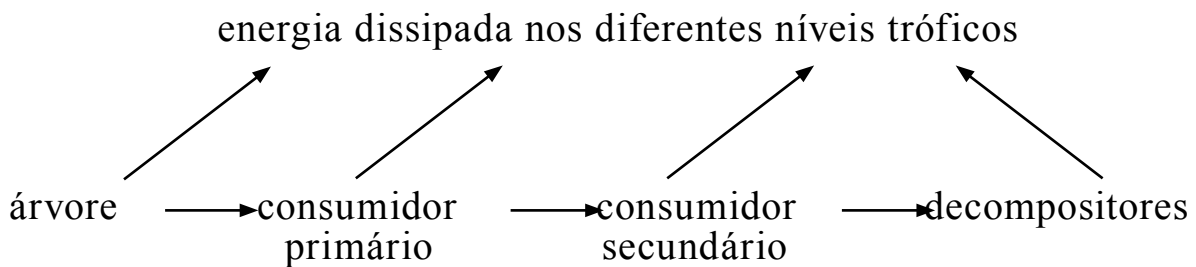 energia dissipada nos diferentes níveis tróficos
árvore consumidor consumidor decompositores
primário secundário